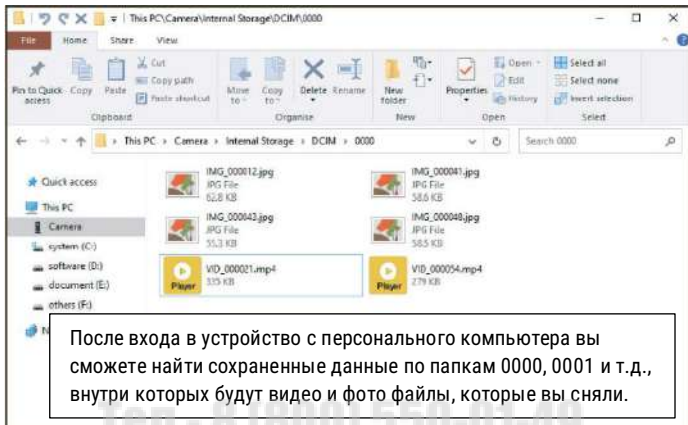 This PC\Camera\Internal Storage\DCIM\0000
File Home Share View
Pin to Quick access
Copy
Paste
Cut
Copy path
Paste shortcut
Move to
Copy to
Delete
Rename
New folder
Properties
Open
Edit
History
Select all
Select none
Invert selection
Clipboard Organise New Open Select
This PC > Camera > Internal Storage > DCIM > 0000
Search 0000
Quick access
This PC
Camera
system (C:)
software (D:)
document (E:)
others (F:)
N
IMG_000012.jpg
JPG File
62.8 KB
IMG_000041.jpg
JPG File
58.6 KB
IMG_000043.jpg
JPG File
55.3 KB
IMG_000048.jpg
JPG File
58.5 KB
Player
VID_000021.mp4
335 KB
Player
VID_000054.mp4
279 KB
После входа в устройство с персонального компьютера вы
сможете найти сохраненные данные по папкам 0000, 0001 и т.д.,
внутри которых будут видео и фото файлы, которые вы сняли.